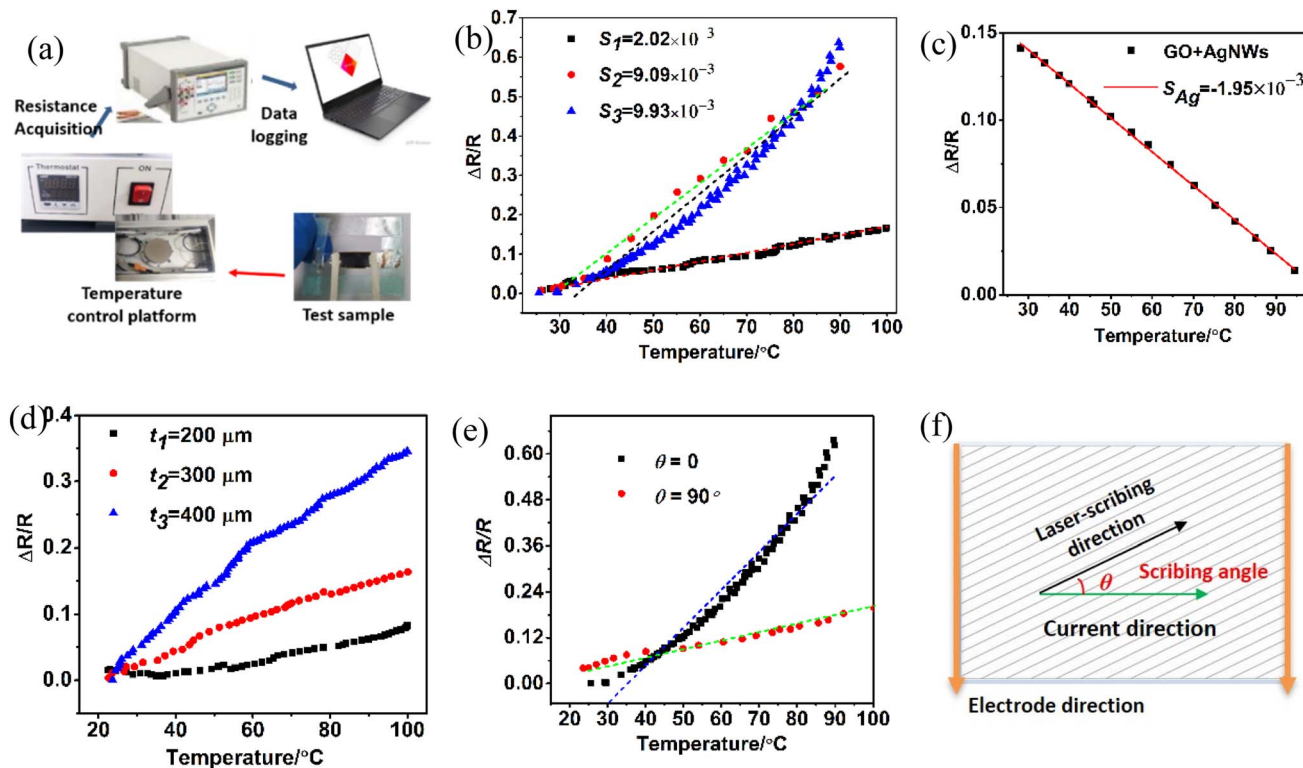 (a)
Resistance
Acquisition
Data
logging
Thermostat
ON
Temperature
control platform
Test sample
(b)
S1=2.02×10 3
S2=9.09×10-3
S3=9.93×10-3
0.7
0.6
0.5
0.4
0.3
0.2
0.1
0.0
ΔR/R
30 40 50 60 70 80 90 100
Temperature/°C
(c)
GO+AgNWs
SAg=-1.95×10-3
0.15
0.10
0.05
0.00
ΔR/R
30 40 50 60 70 80 90
Temperature/°C
(d)
t1=200 μm
t2=300 μm
t3=400 μm
0.4
0.3
0.2
0.1
0.0
ΔR/R
20 40 60 80 100
Temperature/°C
(e)
θ = 0
θ = 90°
0.60
0.48
0.36
0.24
0.12
0.00
ΔR/R
20 30 40 50 60 70 80 90 100
Temperature/°C
(f)
Laser-scribing
direction
θ
Scribing angle
Current direction
Electrode direction